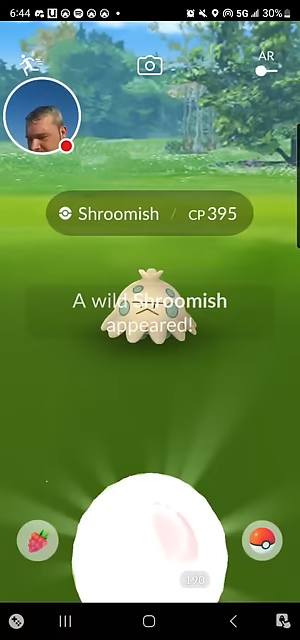 6:44
5G
30%
AR
Shroomish / CP395
A wild Shroomish
appeared!
190